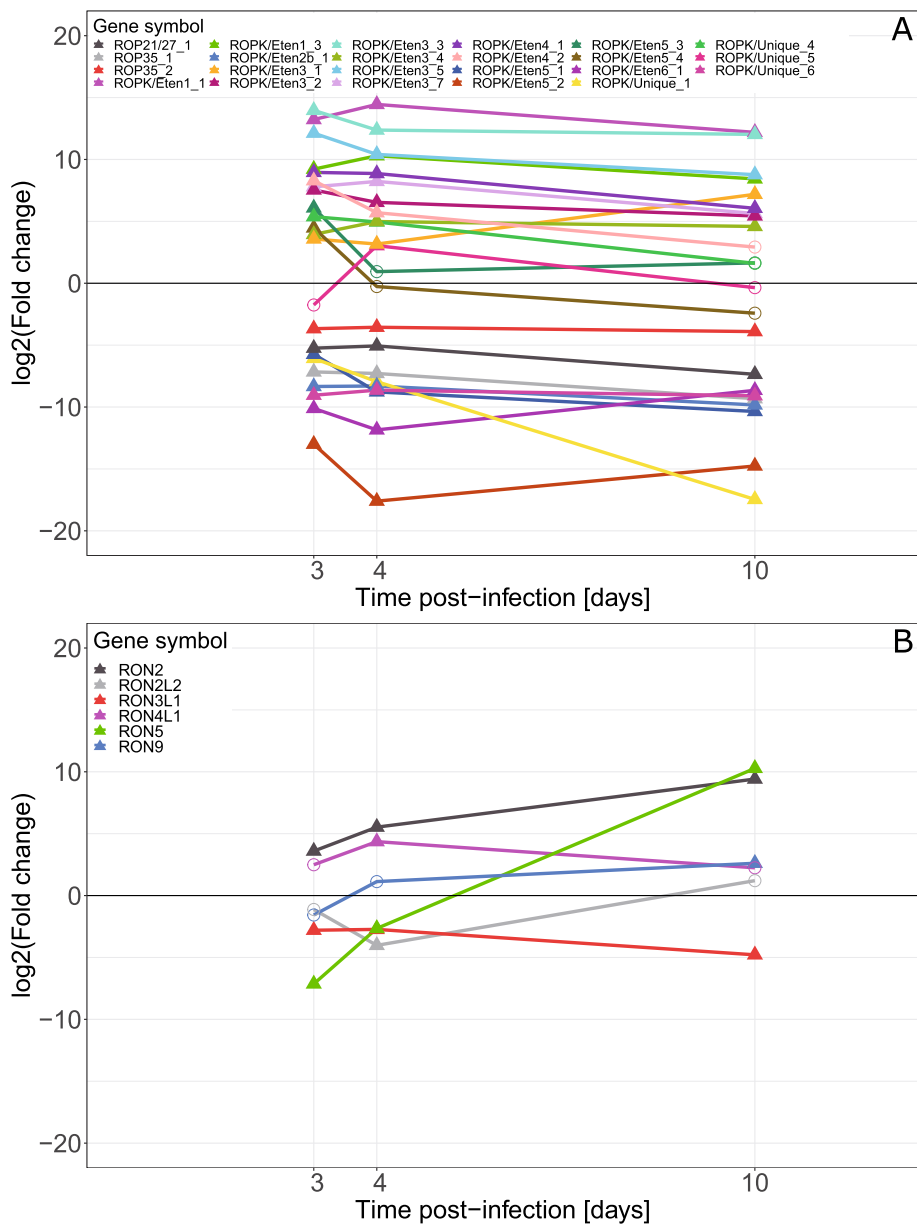 A
Gene symbol
ROP21/27_1 ROPK/Eten1_3 ROPK/Eten3_3 ROPK/Eten4_1 ROPK/Eten5_3 ROPK/Unique_4
ROP35_1 ROPK/Eten2b_1 ROPK/Eten3_4 ROPK/Eten4_2 ROPK/Eten5_4 ROPK/Unique_5
ROP35_2 ROPK/Eten3_1 ROPK/Eten3_5 ROPK/Eten5_1 ROPK/Eten6_1 ROPK/Unique_6
ROPK/Eten1_1 ROPK/Eten3_2 ROPK/Eten3_7 ROPK/Eten5_2 ROPK/Unique_1
20
10
0
−10
−20
log2(Fold change)
3 4 10
Time post−infection [days]
B
Gene symbol
RON2
RON2L2
RON3L1
RON4L1
RON5
RON9
20
10
0
−10
−20
log2(Fold change)
3 4 10
Time post−infection [days]